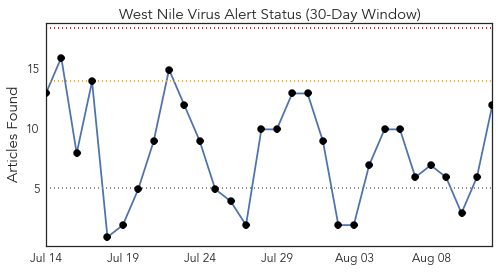 West Nile Virus Alert Status (30-Day Window)
Articles Found
15
10
5
Jul 14
Jul 19
Jul 24
Jul 29
Aug 03
Aug 08